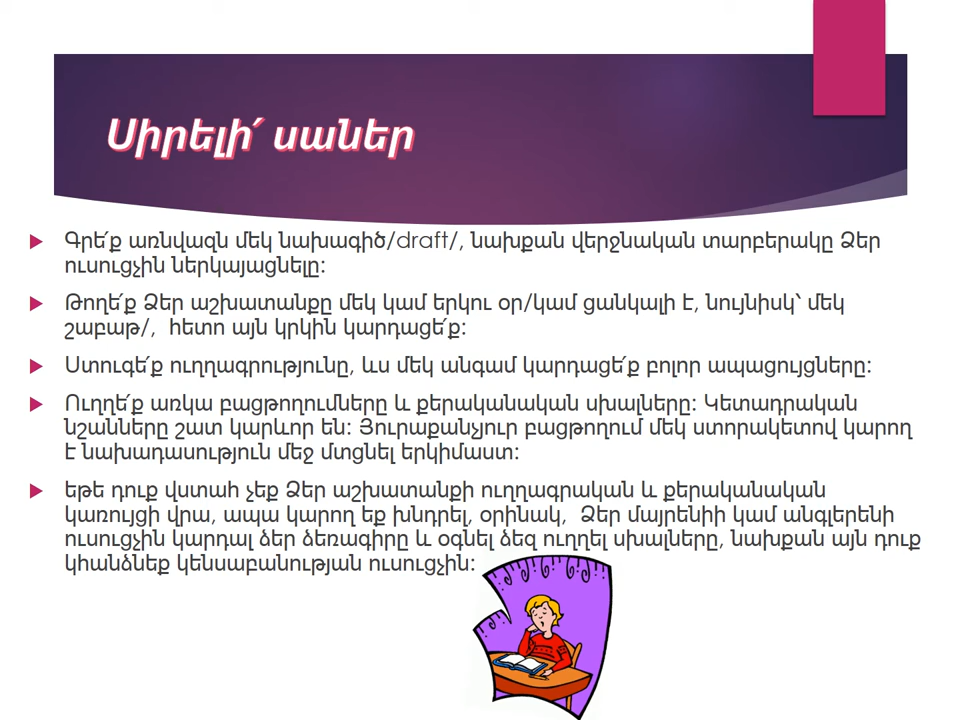 Սիրելի՛ սաներ
Գրե՛ք առնվազն մեկ նախագիծ/draft/, նախքան վերջնական տարբերակը Ձեր
ուսուցչին ներկայացնելը:
Թողե՛ք Ձեր աշխատանքը մեկ կամ երկու օր/կամ ցանկալի է, նույնիսկ՝ մեկ
շաբաթ/, հետո այն կրկին կարդացե՛ք:
Ստուգե՛ք ուղղագրությունը, ևս մեկ անգամ կարդացե՛ք բոլոր ապացույցները:
Ուղղե՛ք առկա բացթողումները և քերականական սխալները: Կետադրական
նշանները շատ կարևոր են: Յուրաքանչյուր բացթողում մեկ ստորակետով կարող
է նախադասություն մեջ մտցնել երկիմաստ:
եթե դուք վստահ չեք Ձեր աշխատանքի ուղղագրական և քերականական
կառույցի վրա, ապա կարող եք խնդրել, օրինակ, Ձեր մայրենիի կամ անգլերենի
ուսուցչին կարդալ ձեր ձեռագիրը և օգնել ձեզ ուղղել սխալները, նախքան այն դուք
կհանձնեք կենսաբանության ուսուցչին: